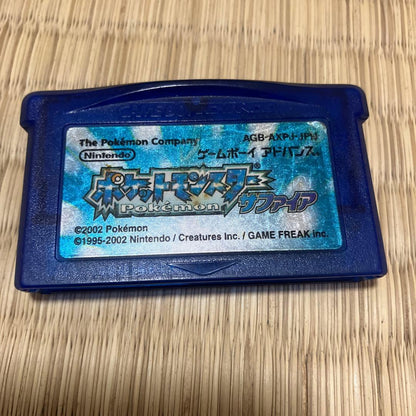 The Pokémon Company
AGB-AXPJ-JPN
Nintendo
ゲームボーイ アドバンス™
ポケットモンスター®
Pokémon
サファイア
©2002 Pokémon
©1995-2002 Nintendo / Creatures Inc. / GAME FREAK inc.